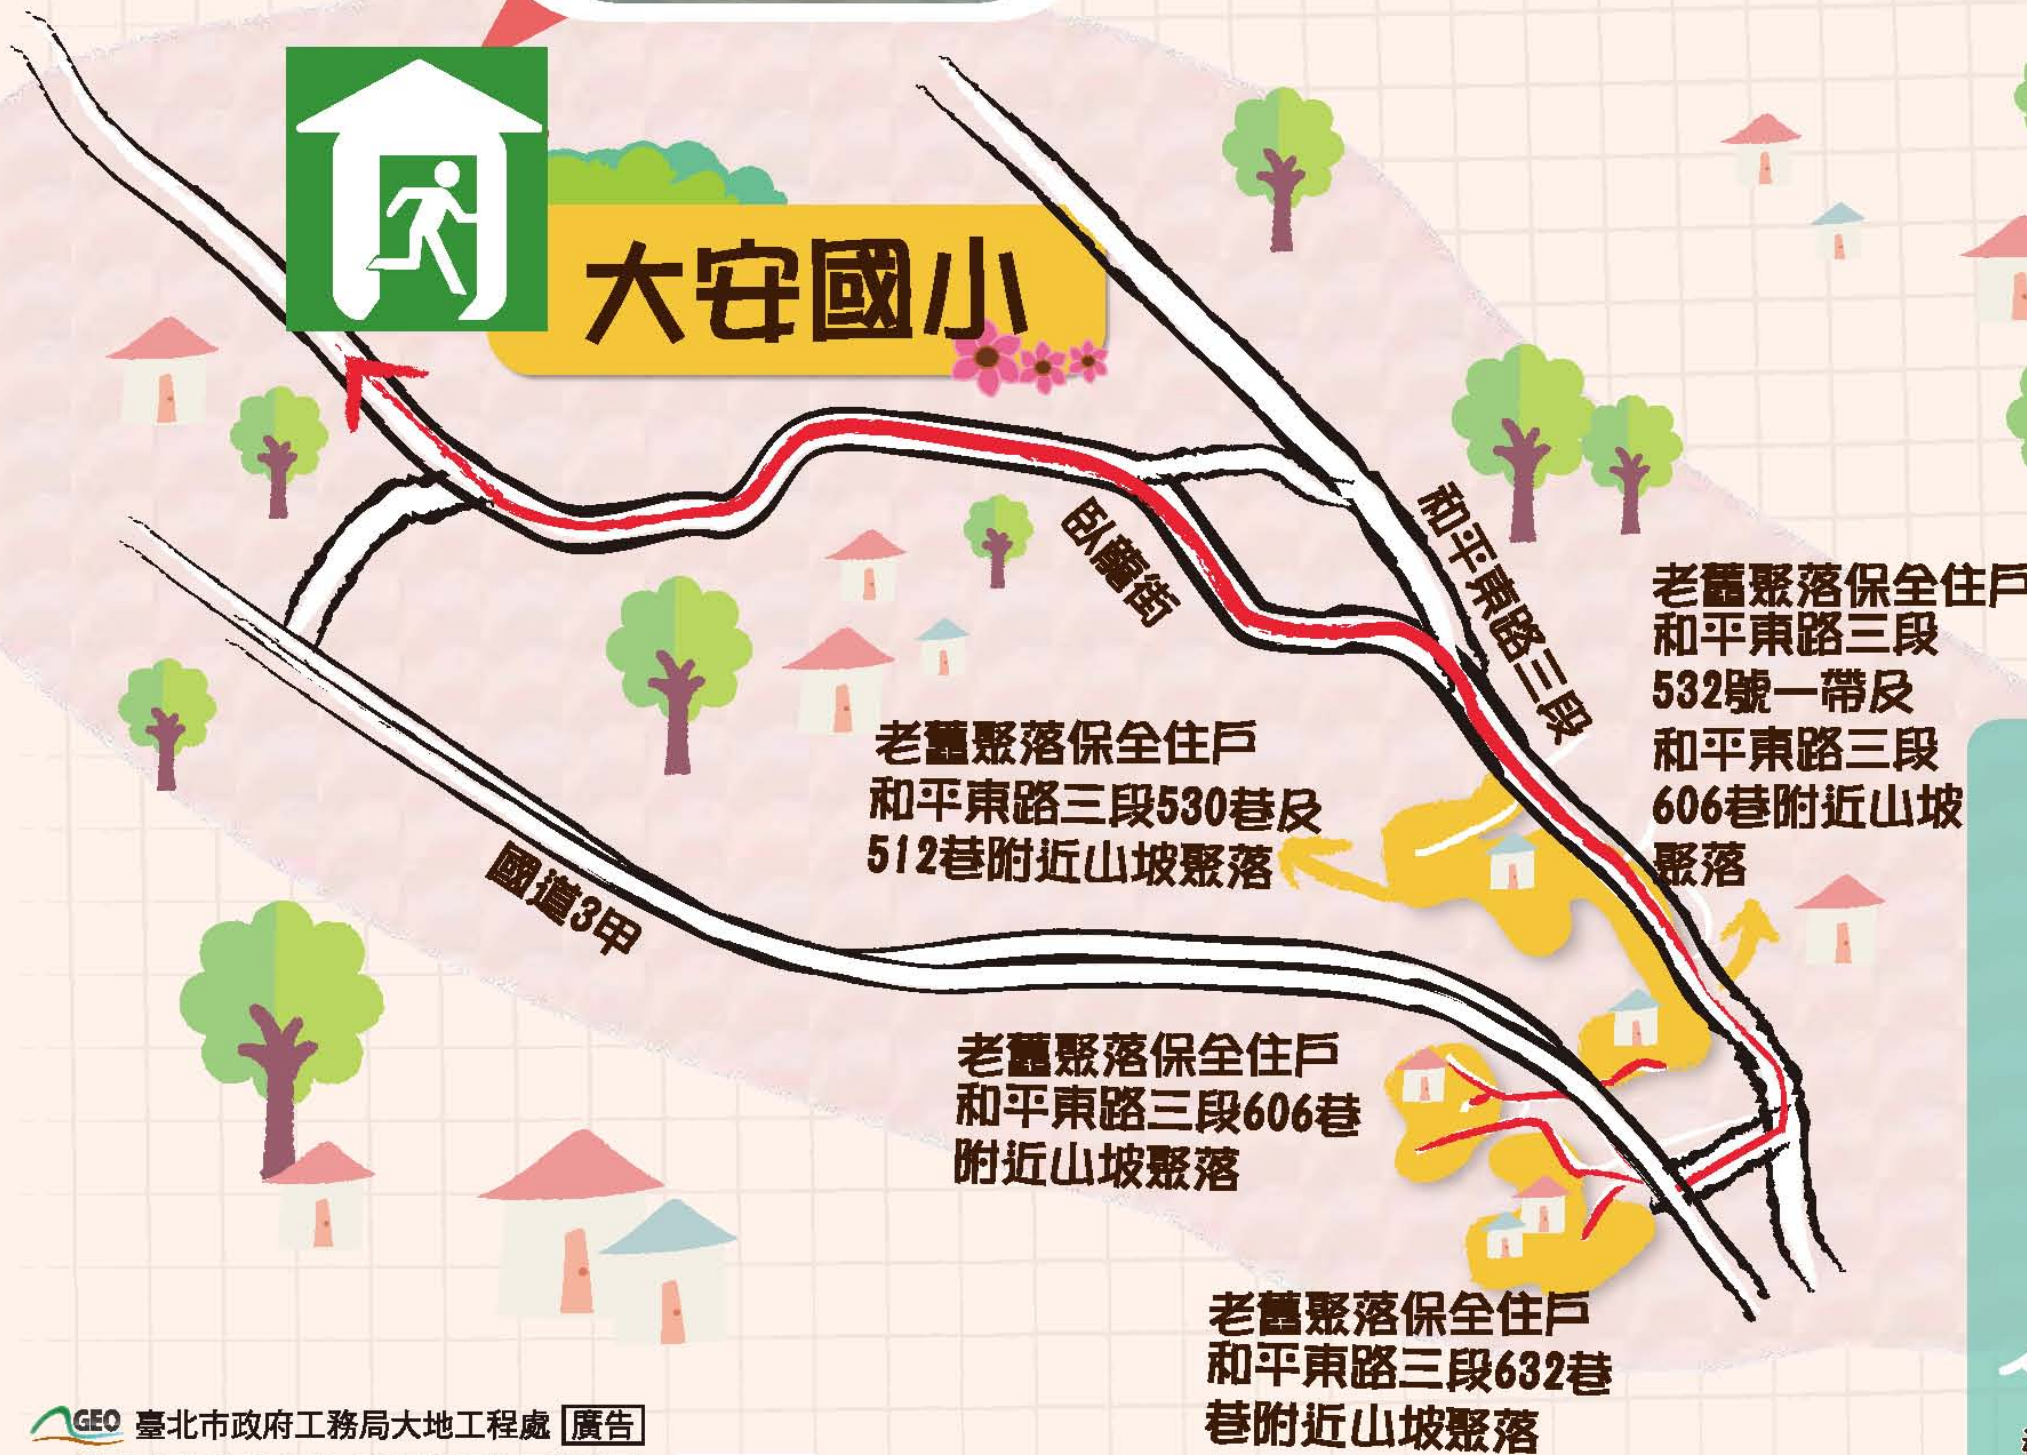 大安國小
臥龍街
和平東路三段
老舊聚落保全住戶
和平東路三段
532號一帶及
和平東路三段
606巷附近山坡
聚落
老舊聚落保全住戶
和平東路三段530巷及
512巷附近山坡聚落
國道3甲
老舊聚落保全住戶
和平東路三段606巷
附近山坡聚落
老舊聚落保全住戶
和平東路三段632巷
巷附近山坡聚落
GEO 臺北市政府工務局大地工程處 廣告